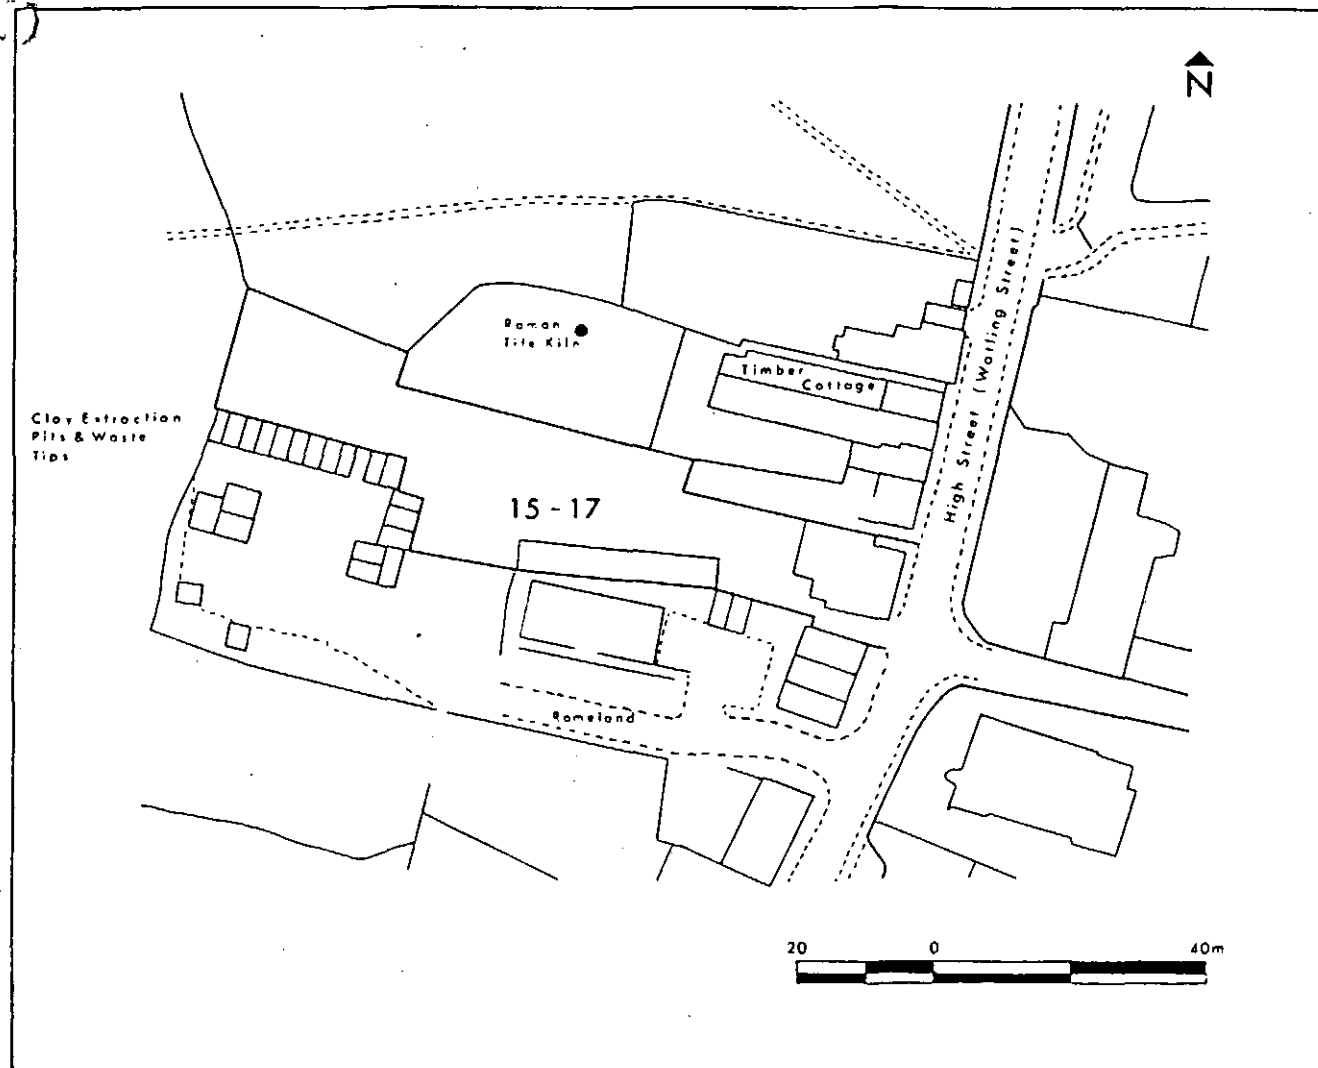 N
High Street (Watling Street)
Roman
Tile Kiln
Timber
Cottage
Clay Extraction
Pits & Waste
Tips
15-17
Romeland
20 0 40m